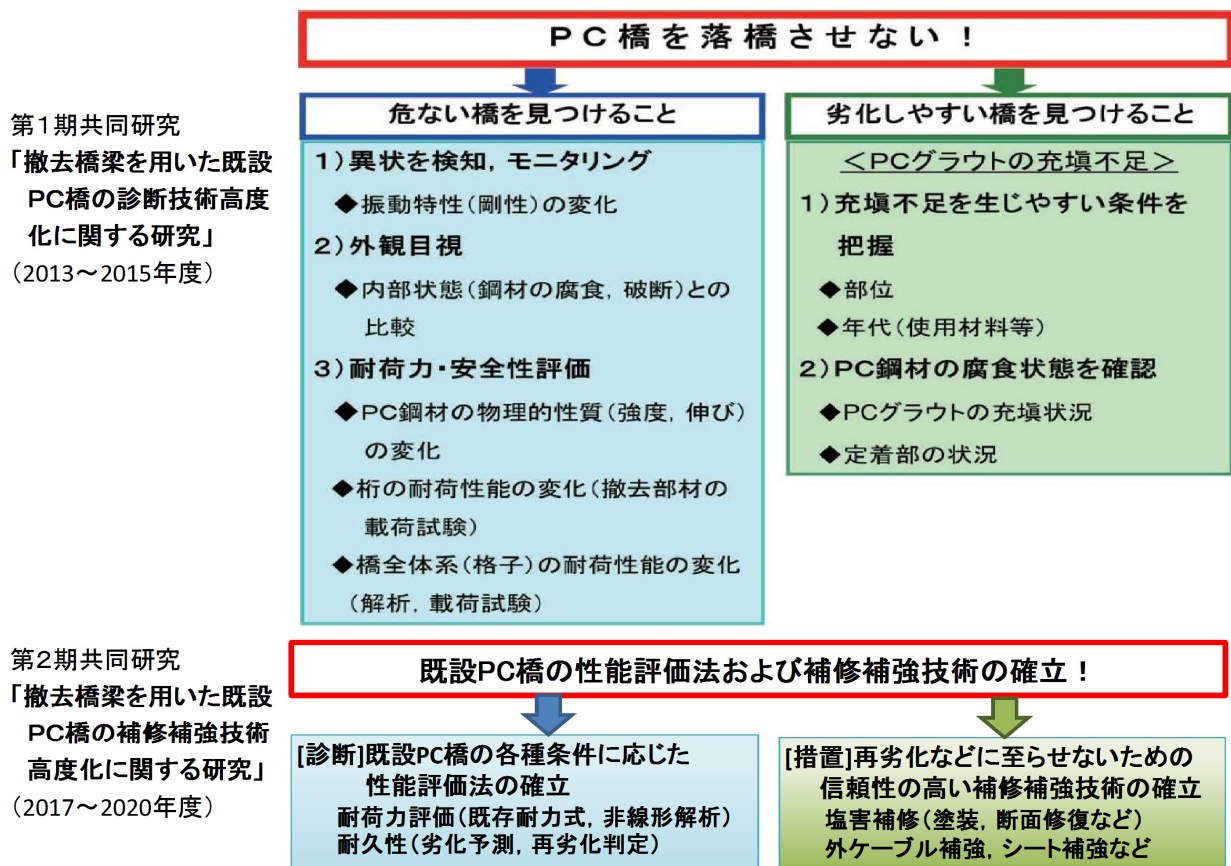 PC橋を落橋させない！
第１期共同研究
「撤去橋梁を用いた既設
PC橋の診断技術高度
化に関する研究」
（2013～2015年度）
危ない橋を見つけること
１）異状を検知，モニタリング
◆振動特性（剛性）の変化
２）外観目視
◆内部状態（鋼材の腐食，破断）との
比較
３）耐荷力・安全性評価
◆PC鋼材の物理的性質（強度，伸び）
の変化
◆桁の耐荷性能の変化（撤去部材の
載荷試験）
◆橋全体系（格子）の耐荷性能の変化
（解析，載荷試験）
劣化しやすい橋を見つけること
＜PCグラウトの充填不足＞
１）充填不足を生じやすい条件を
把握
◆部位
◆年代（使用材料等）
２）PC鋼材の腐食状態を確認
◆PCグラウトの充填状況
◆定着部の状況
第２期共同研究
「撤去橋梁を用いた既設
PC橋の補修補強技術
高度化に関する研究」
（2017～2020年度）
既設PC橋の性能評価法および補修補強技術の確立！
[診断]既設PC橋の各種条件に応じた
性能評価法の確立
耐荷力評価（既存耐力式，非線形解析）
耐久性（劣化予測，再劣化判定）
[措置]再劣化などに至らせないための
信頼性の高い補修補強技術の確立
塩害補修（塗装，断面修復など）
外ケーブル補強，シート補強など